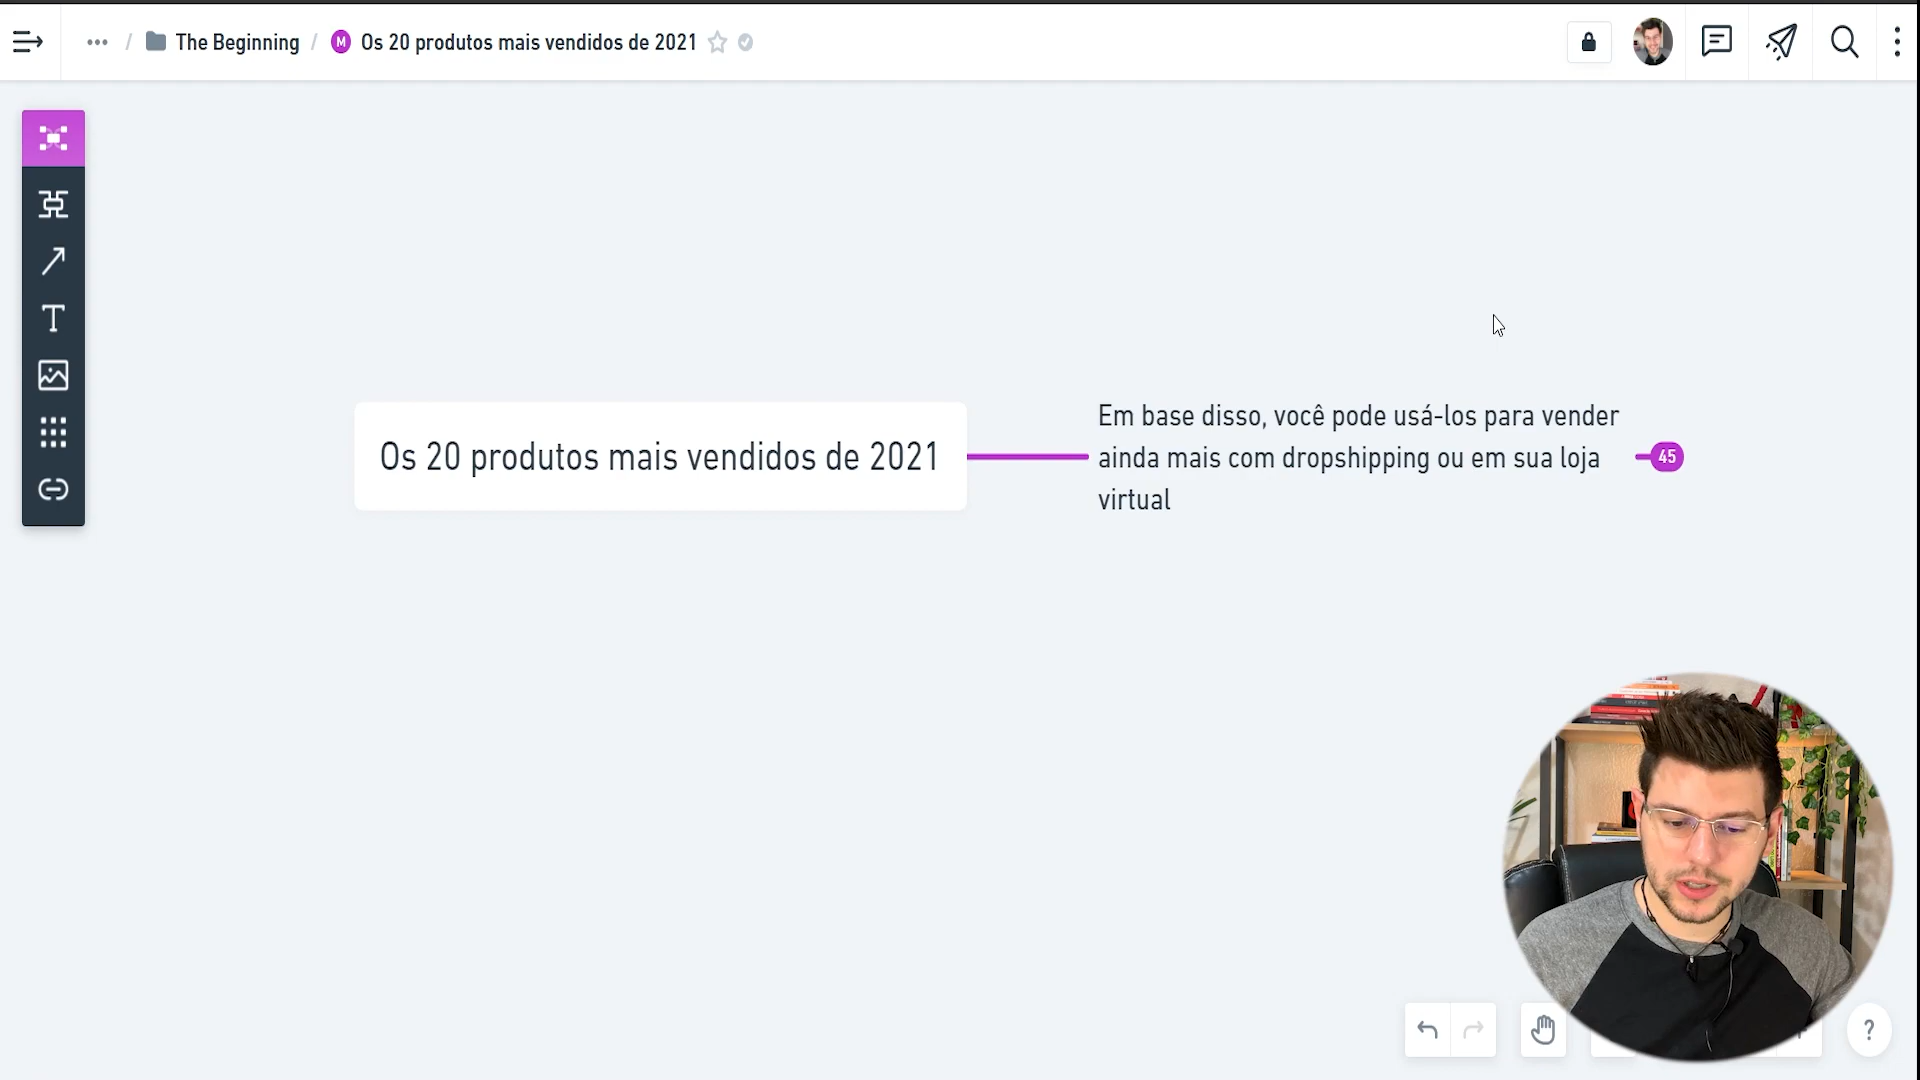 ••• / The Beginning / M Os 20 produtos mais vendidos de 2021
T
Os 20 produtos mais vendidos de 2021
Em base disso, você pode usá-los para vender
ainda mais com dropshipping ou em sua loja
virtual
45
?